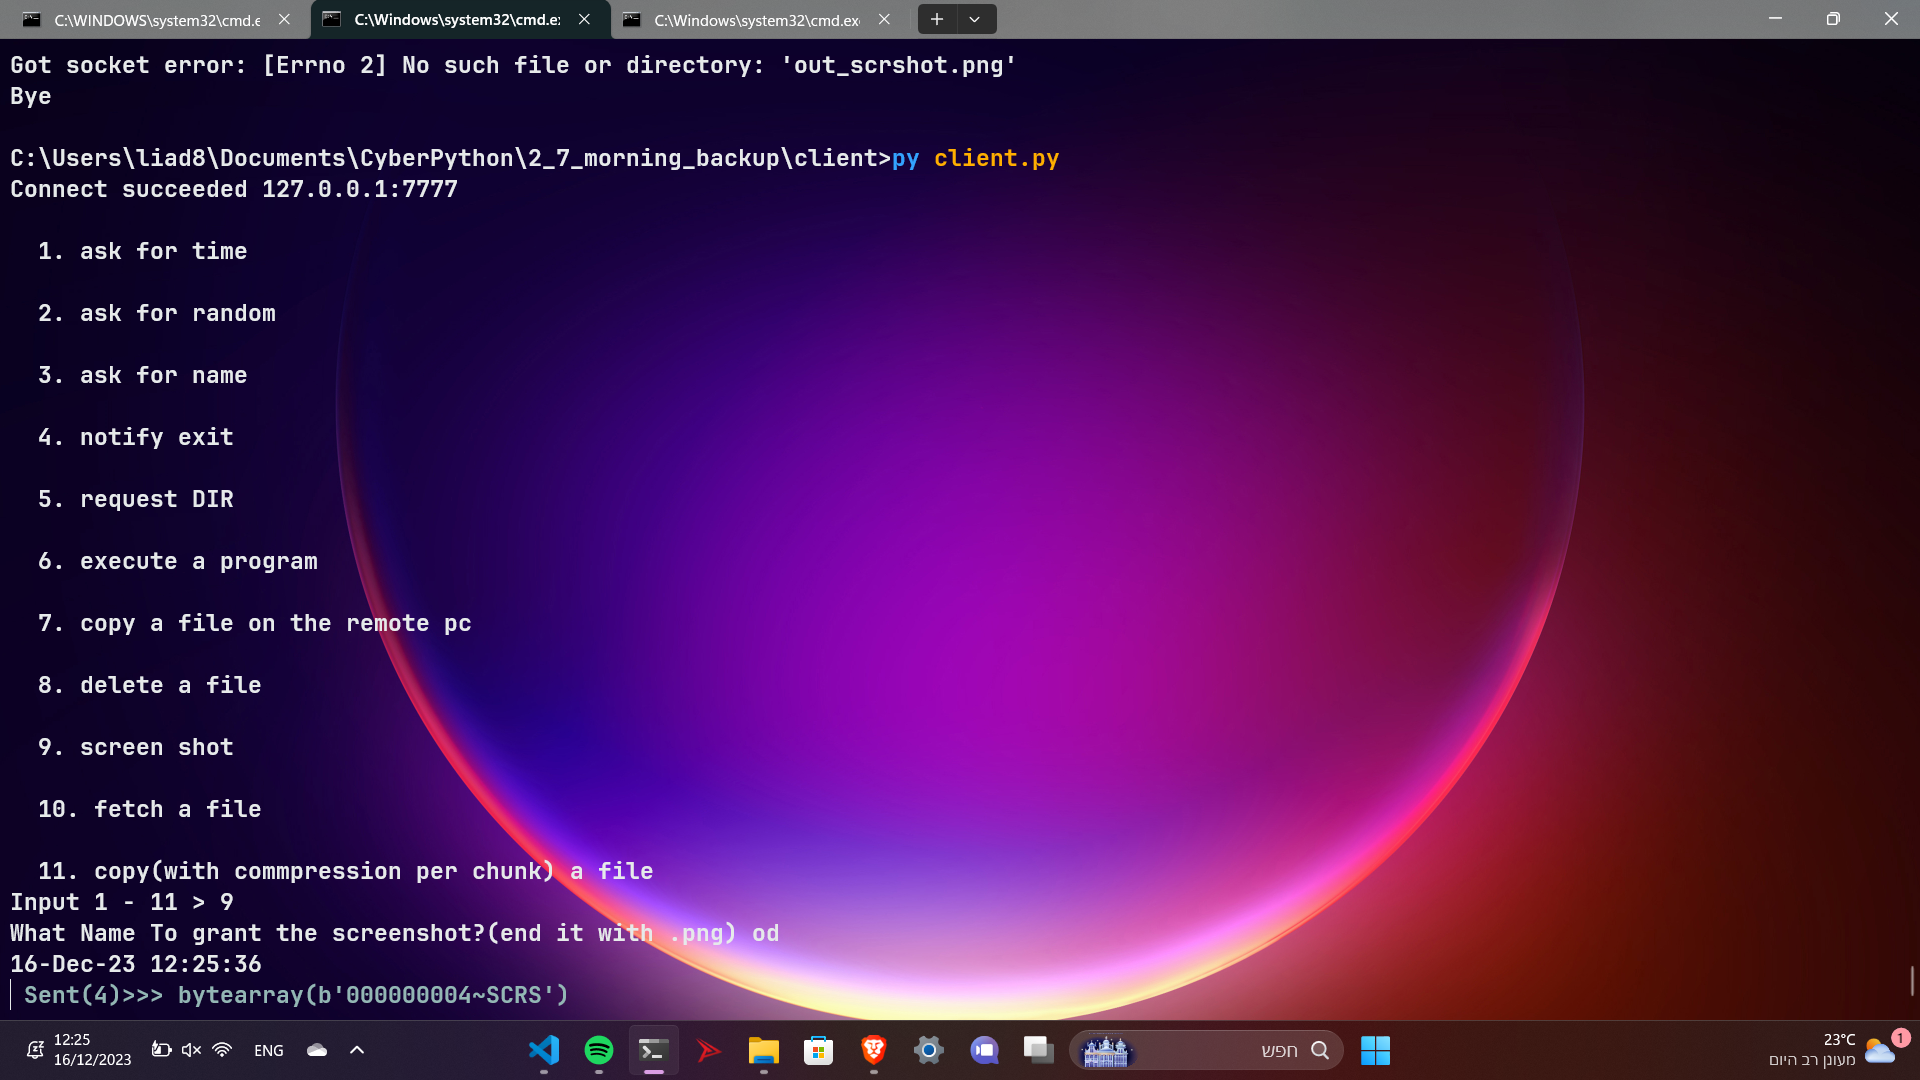 C:\WINDOWS\system32\cmd.e
C:\Windows\system32\cmd.e
C:\Windows\system32\cmd.ex
Got socket error: [Errno 2] No such file or directory: 'out_scrshot.png'
Bye
C:\Users\liad8\Documents\CyberPython\2_7_morning_backup\client>py client.py
Connect succeeded 127.0.0.1:7777
1. ask for time
2. ask for random
3. ask for name
4. notify exit
5. request DIR
6. execute a program
7. copy a file on the remote pc
8. delete a file
9. screen shot
10. fetch a file
11. copy(with commpression per chunk) a file
Input 1 - 11 > 9
What Name To grant the screenshot?(end it with .png) od
16-Dec-23 12:25:36
Sent(4)>>> bytearray(b'000000004~SCRS')
12:25
16/12/2023
ENG
חפש
23°C
מעונן רב היום
1